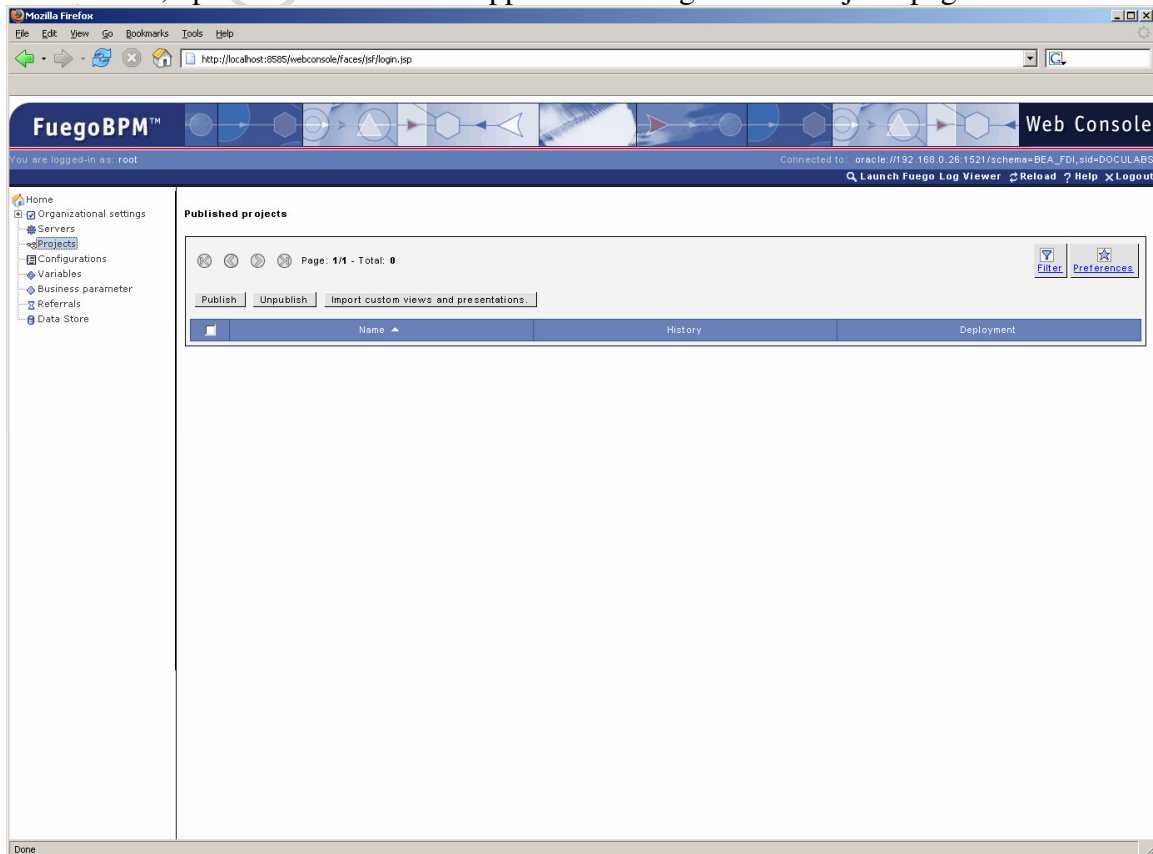 Mozilla Firefox
File Edit View Go Bookmarks Tools Help
http://localhost:8585/webconsole/faces/jsf/login.jsp
G
FuegoBPM™
Web Console
You are logged-in as: root
Connected to: oracle://192.168.0.26:1521/schema=BEA_FDI,sid=DOCULABS
Launch Fuego Log Viewer Reload ? Help X Logout
Home
Organizational settings
Servers
Projects
Configurations
Variables
Business parameter
Referrals
Data Store
Published projects
Page: 1/1 - Total: 0
Filter
Preferences
Publish
Unpublish
Import custom views and presentations.
Name
History
Deployment
Done